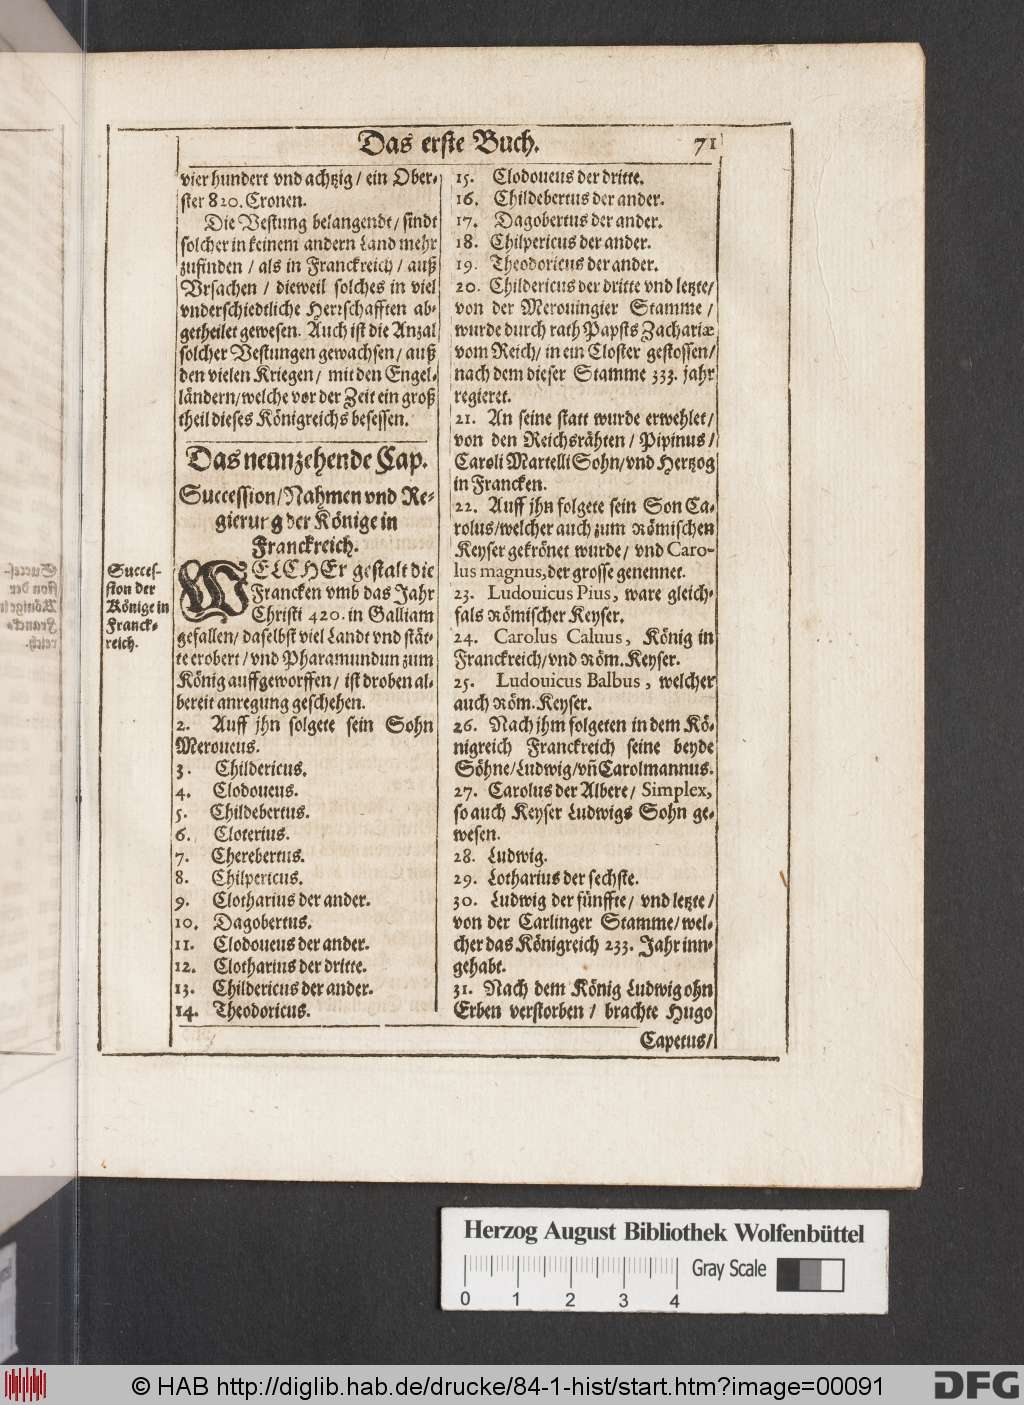 Das erste Buch. 71
vier hundert vnd achtzig / ein Ober-
ster 820. Cronen.
Die Vestung belangendt / sindt
solcher in keinem andern Land mehr
zufinden / als in Franckreich / auß
Vrsachen / dieweil solches in viel
vnderschiedtliche Herrschafften ab-
getheilet gewesen. Auch ist die Anzal
solcher Vestungen gewachsen / auß
den vielen Kriegen / mit den Engel-
ländern / welche vor der Zeit ein groß
theil dieses Königreichs besessen.
Das neunzehende Cap.
Succession / Nahmen vnd Re-
gierung der Könige in
Franckreich.
Succes-
sion der
Könige in
Franck-
reich.
WELCHEr gestalt die
Francken vmb das Jahr
Christi 420. in Galliam
gefallen / daselbst viel Landt vnd stät-
te erobert / vnd Pharamundun zum
König auffgeworffen / ist droben al-
bereit anregung geschehen.
2. Auff jhn folgete sein Sohn
Meroueus.
3. Childericus.
4. Clodoueus.
5. Childebertus.
6. Cloterius.
7. Cherebertus.
8. Chilpericus.
9. Clotharius der ander.
10. Dagobertus.
11. Clodoueus der ander.
12. Clotharius der dritte.
13. Childericus der ander.
14. Theodoricus.
15. Clodoueus der dritte.
16. Childebertus der ander.
17. Dagobertus der ander.
18. Chilpericus der ander.
19. Theodoricus der ander.
20. Childericus der dritte vnd letzte /
von der Merouingier Stamme /
wurde durch rath Papsts Zachariæ
vom Reich / in ein Closter gestossen /
nach dem dieser Stamme 333. jahr
regieret.
21. An seine statt wurde erwehlet /
von den Reichsrähten / Pipinus /
Caroli Martelli Sohn / vnd Hertzog
in Francken.
22. Auff jhn folgete sein Son Ca-
rolus / welcher auch zum Römischen
Keyser gekrönet wurde / vnd Caro-
lus magnus, der grosse genennet.
23. Ludouicus Pius, ware gleich-
fals Römischer Keyser.
24. Carolus Caluus, König in
Franckreich / vnd Röm. Keyser.
25. Ludouicus Balbus, welcher
auch Röm. Keyser.
26. Nach jhm folgeten in dem Kö-
nigreich Franckreich seine beyde
Söhne / Ludwig / vñ Carolmannus.
27. Carolus der Albere / Simplex,
so auch Keyser Ludwigs Sohn ge-
wesen.
28. Ludwig.
29. Lotharius der sechste.
30. Ludwig der fünffte / vnd letzte /
von der Carlinger Stamme / wel-
cher das Königreich 233. Jahr inn-
gehabt.
31. Nach dem König Ludwig ohn
Erben verstorben / brachte Hugo
Capetus /
Herzog August Bibliothek Wolfenbüttel
0 1 2 3 4
Gray Scale
© HAB http://diglib.hab.de/drucke/84-1-hist/start.htm?image=00091
DFG